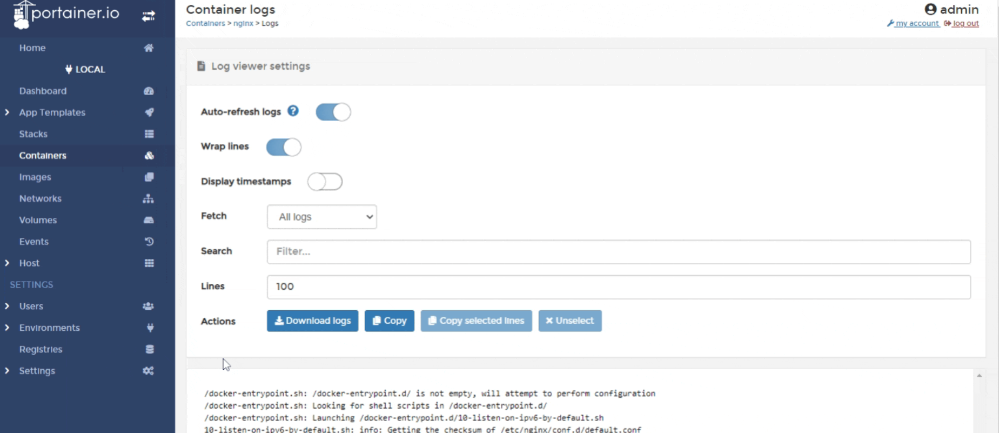 portainer.io
Home
LOCAL
Dashboard
App Templates
Stacks
Containers
Images
Networks
Volumes
Events
Host
SETTINGS
Users
Environments
Registries
Settings
Container logs
Containers > nginx > Logs
admin
my account log out
Log viewer settings
Auto-refresh logs ?
Wrap lines
Display timestamps
Fetch All logs
Search Filter...
Lines 100
Actions Download logs Copy Copy selected lines Unselect
/docker-entrypoint.sh: /docker-entrypoint.d/ is not empty, will attempt to perform configuration
/docker-entrypoint.sh: Looking for shell scripts in /docker-entrypoint.d/
/docker-entrypoint.sh: Launching /docker-entrypoint.d/10-listen-on-ipv6-by-default.sh
10-listen-on-ipv6-by-default.sh: info: Getting the checksum of /etc/nginx/conf.d/default.conf